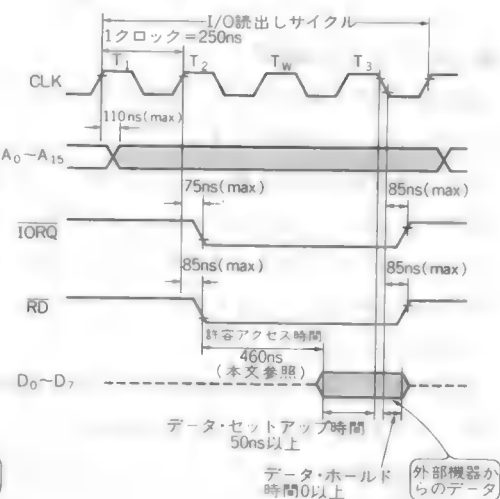 I/O読出しサイクル
1クロック=250ns
T1 T2 TW T3
CLK
110ns(max)
A0~A15
75ns(max) 85ns(max)
IORQ
85ns(max) 85ns(max)
RD
許容アクセス時間
460ns
(本文参照)
D0~D7
データ・セットアップ時間
50ns以上
データ・ホールド
時間0以上
外部機器か
らのデータ